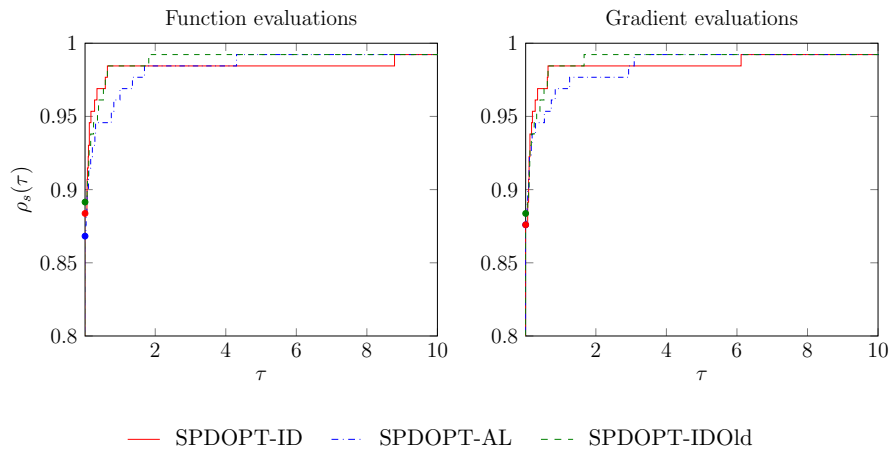 Function evaluations
Gradient evaluations
1
0.95
0.9
0.85
0.8
ρs(τ)
2
4
6
8
10
τ
1
0.95
0.9
0.85
0.8
2
4
6
8
10
τ
SPDOPT-ID
SPDOPT-AL
SPDOPT-IDOld